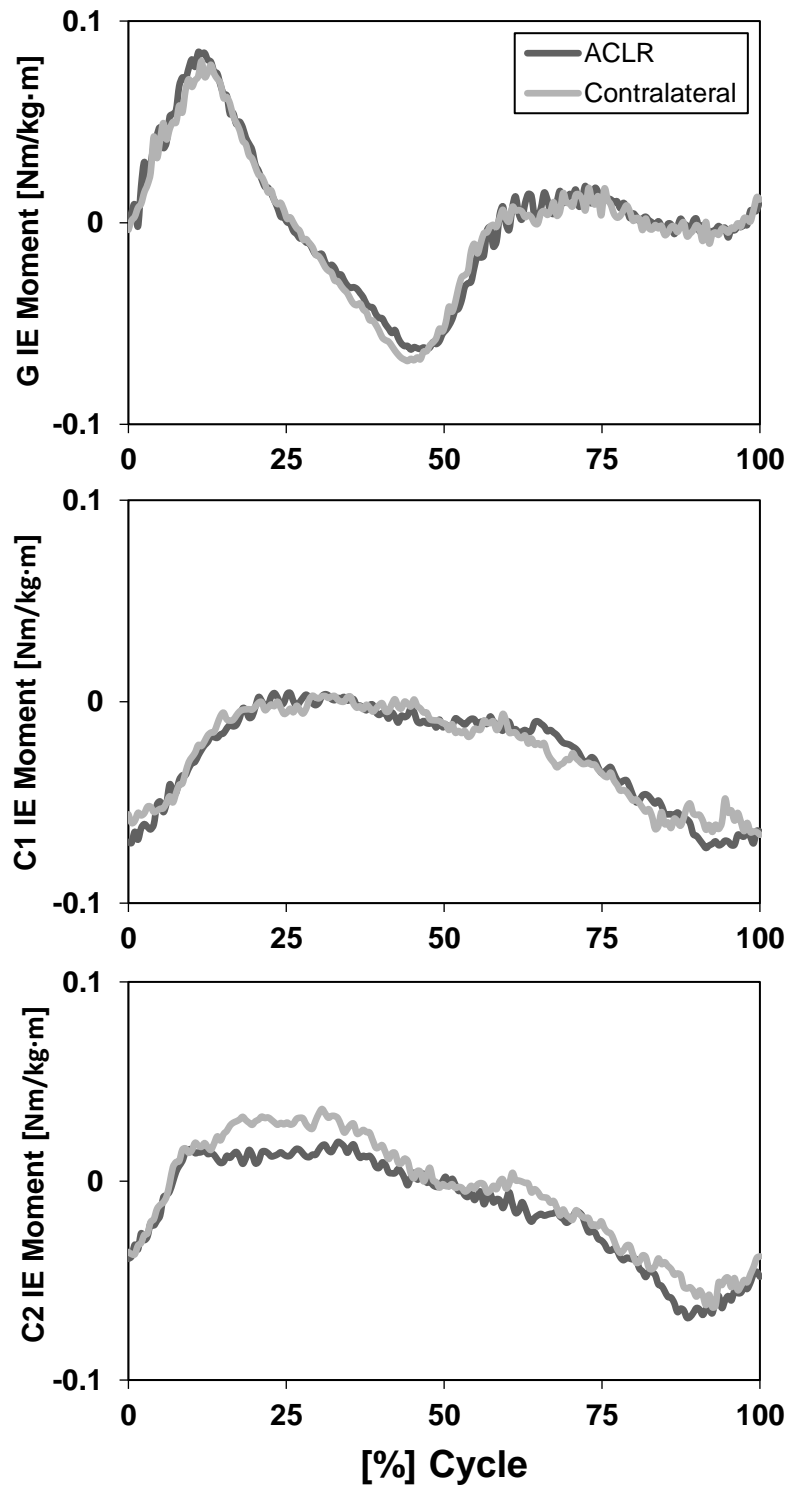 0.1
ACLR
Contralateral
G IE Moment [Nm/kg·m]
0
-0.1
0 25 50 75 100
0.1
C1 IE Moment [Nm/kg·m]
0
-0.1
0 25 50 75 100
0.1
C2 IE Moment [Nm/kg·m]
0
-0.1
0 25 50 75 100
[%] Cycle